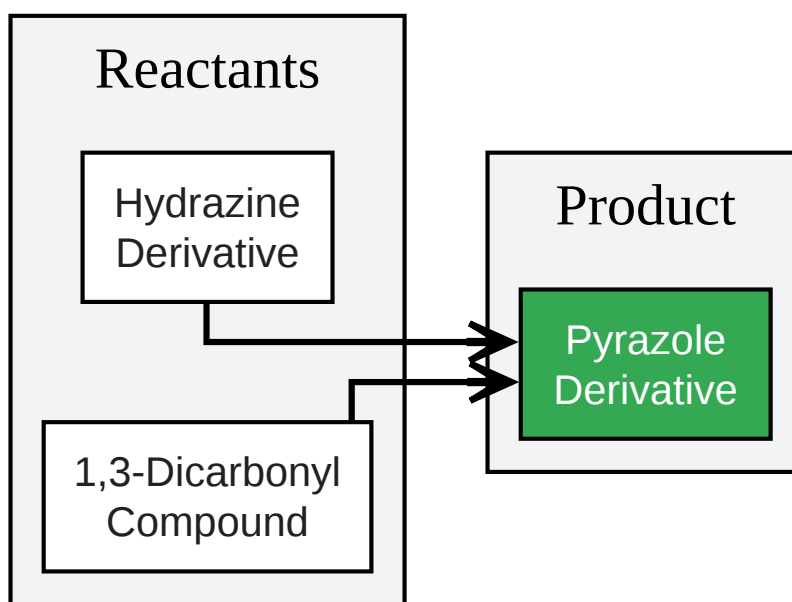 Reactants
Hydrazine
Derivative
1,3-Dicarbonyl
Compound
Product
Pyrazole
Derivative